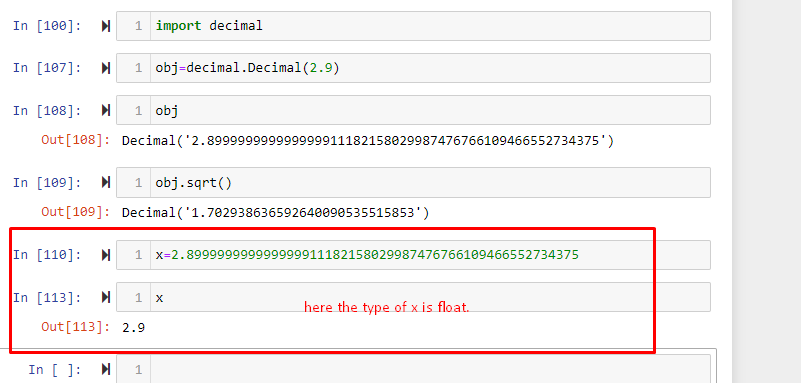 In [100]: 1 import decimal
In [107]: 1 obj=decimal.Decimal(2.9)
In [108]: 1 obj
Out[108]: Decimal('2.899999999999999911182158029987476766109466552734375')
In [109]: 1 obj.sqrt()
Out[109]: Decimal('1.702938636592640090535515853')
In [110]: 1 x=2.899999999999999911182158029987476766109466552734375
In [113]: 1 x
here the type of x is float.
Out[113]: 2.9
In [ ]: 1